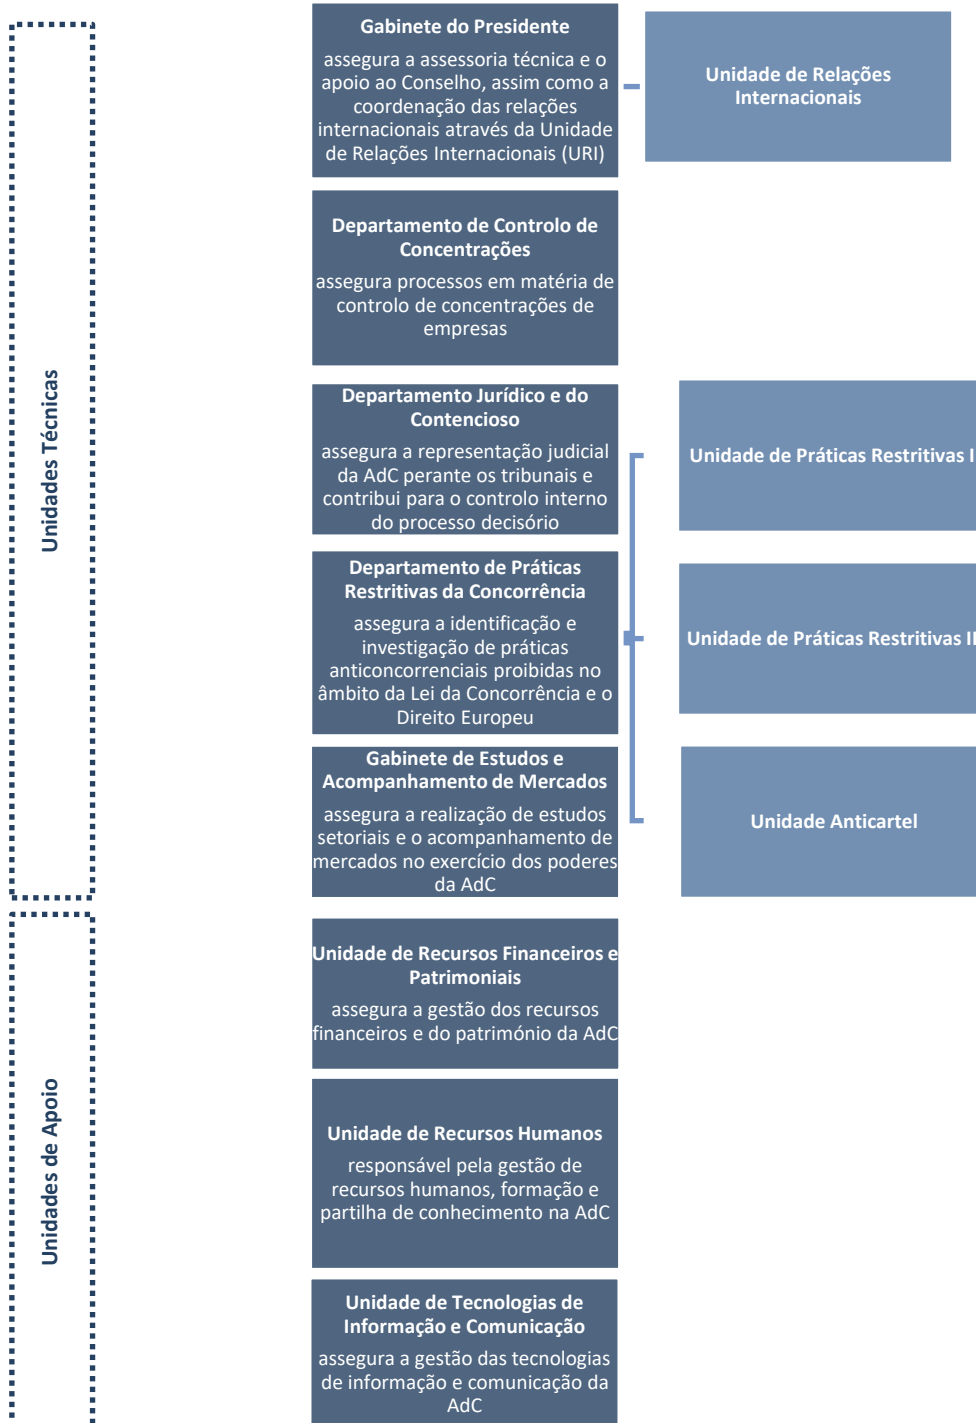 Unidades Técnicas
Gabinete do Presidente
assegura a assessoria técnica e o
apoio ao Conselho, assim como a
coordenação das relações
internacionais através da Unidade
de Relações Internacionais (URI)
Unidade de Relações
Internacionais
Departamento de Controlo de
Concentrações
assegura processos em matéria de
controlo de concentrações de
empresas
Departamento Jurídico e do
Contencioso
assegura a representação judicial
da AdC perante os tribunais e
contribui para o controlo interno
do processo decisório
Unidade de Práticas Restritivas I
Departamento de Práticas
Restritivas da Concorrência
assegura a identificação e
investigação de práticas
anticoncorrenciais proibidas no
âmbito da Lei da Concorrência e o
Direito Europeu
Unidade de Práticas Restritivas II
Gabinete de Estudos e
Acompanhamento de Mercados
assegura a realização de estudos
setoriais e o acompanhamento de
mercados no exercício dos poderes
da AdC
Unidade Anticartel
Unidades de Apoio
Unidade de Recursos Financeiros e
Patrimoniais
assegura a gestão dos recursos
financeiros e do património da AdC
Unidade de Recursos Humanos
responsável pela gestão de
recursos humanos, formação e
partilha de conhecimento na AdC
Unidade de Tecnologias de
Informação e Comunicação
assegura a gestão das tecnologias
de informação e comunicação da
AdC